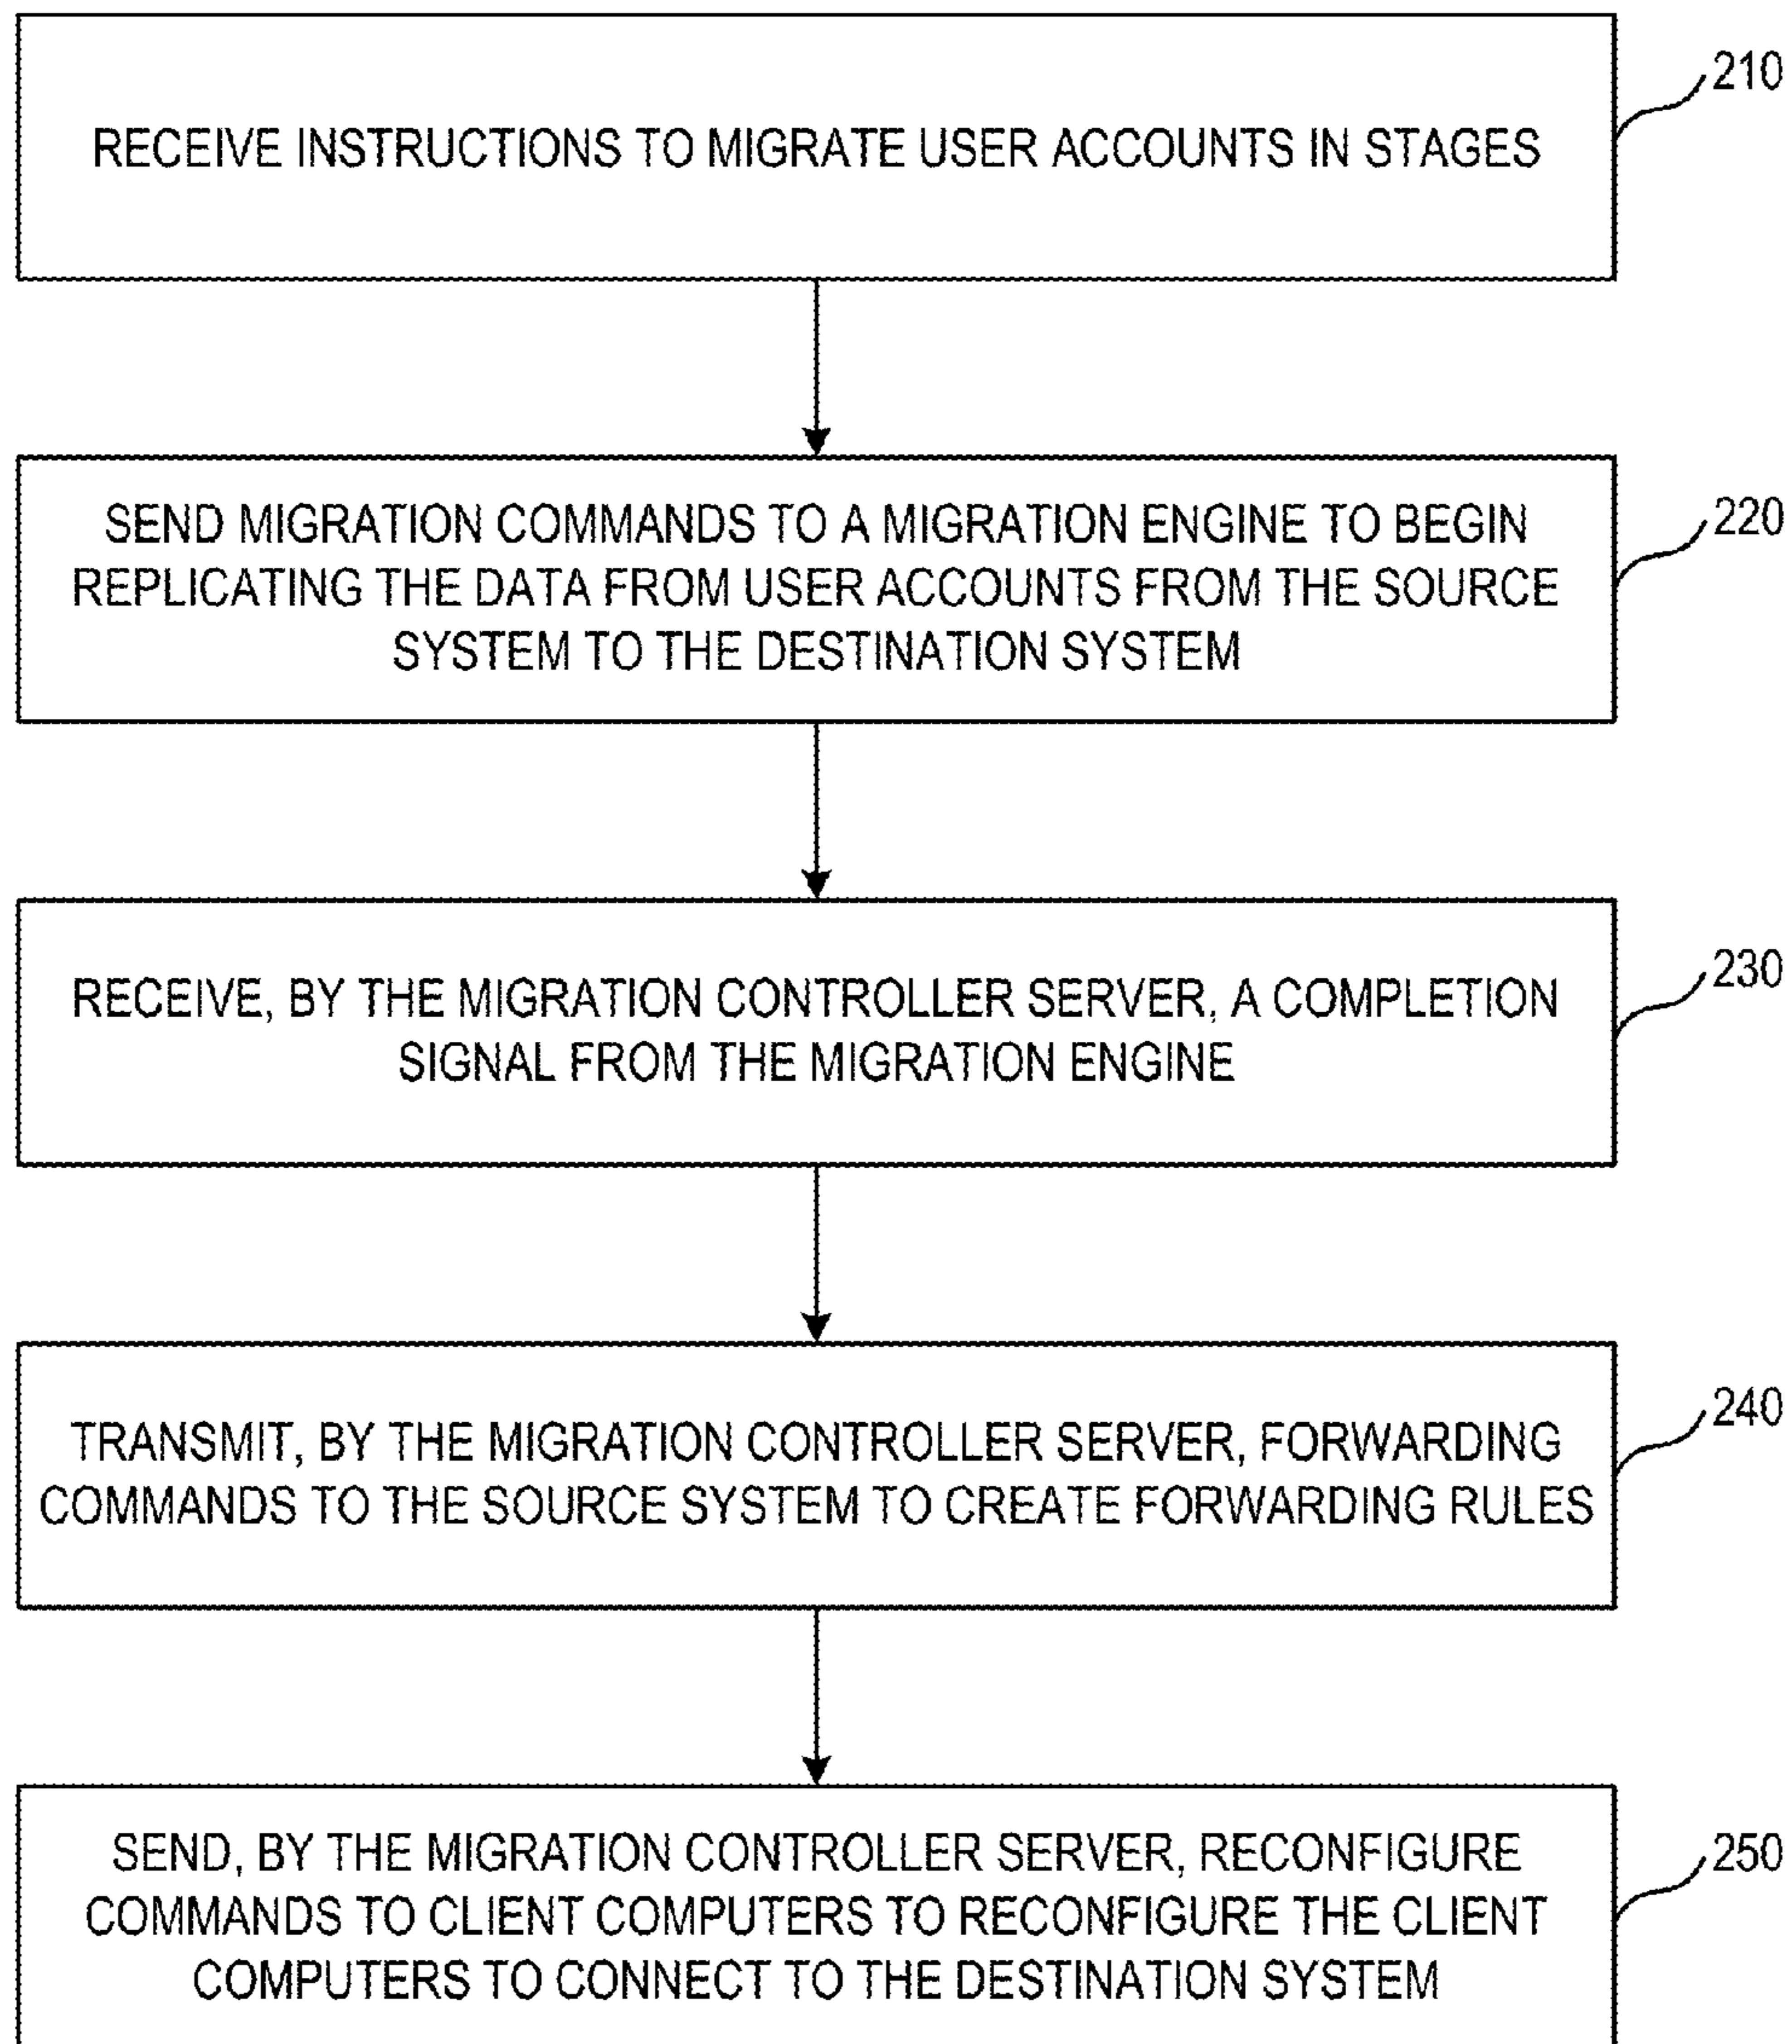 RECEIVE INSTRUCTIONS TO MIGRATE USER ACCOUNTS IN STAGES
210
SEND MIGRATION COMMANDS TO A MIGRATION ENGINE TO BEGIN
REPLICATING THE DATA FROM USER ACCOUNTS FROM THE SOURCE
SYSTEM TO THE DESTINATION SYSTEM
220
RECEIVE, BY THE MIGRATION CONTROLLER SERVER, A COMPLETION
SIGNAL FROM THE MIGRATION ENGINE
230
TRANSMIT, BY THE MIGRATION CONTROLLER SERVER, FORWARDING
COMMANDS TO THE SOURCE SYSTEM TO CREATE FORWARDING RULES
240
SEND, BY THE MIGRATION CONTROLLER SERVER, RECONFIGURE
COMMANDS TO CLIENT COMPUTERS TO RECONFIGURE THE CLIENT
COMPUTERS TO CONNECT TO THE DESTINATION SYSTEM
250